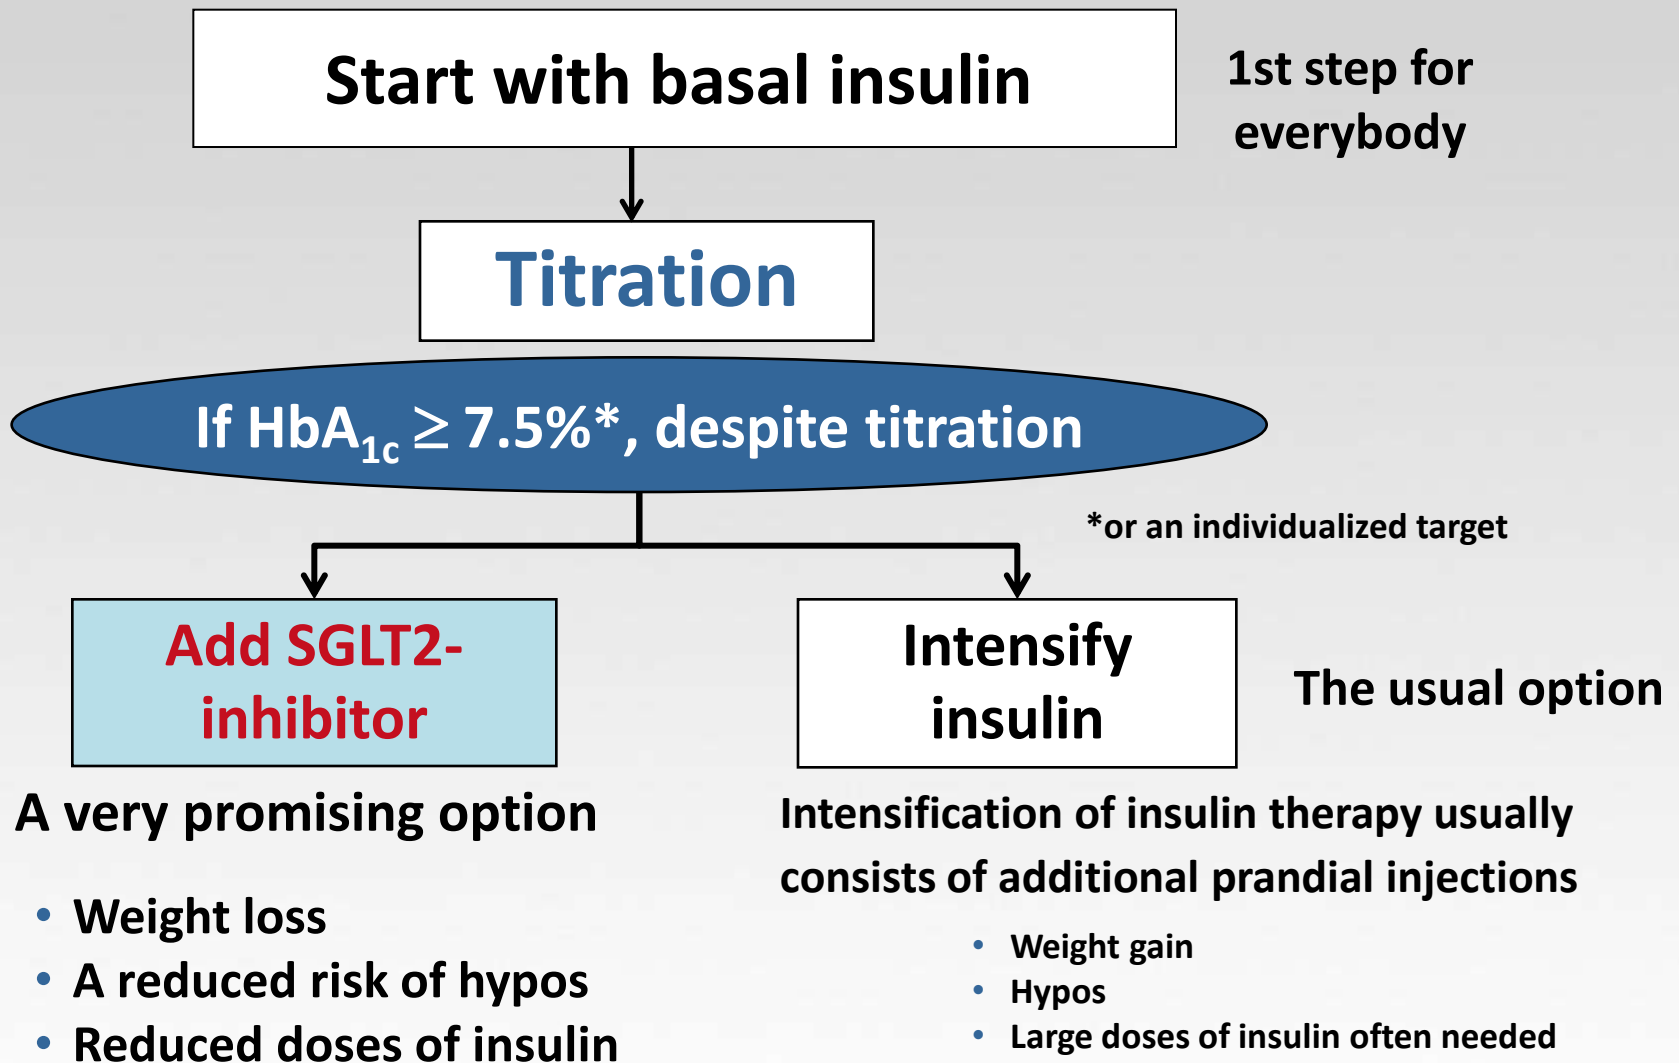 Start with basal insulin
1st step for
everybody
Titration
If HbA1c ≥ 7.5%*, despite titration
*or an individualized target
Add SGLT2-
inhibitor
Intensify
insulin
The usual option
A very promising option
• Weight loss
• A reduced risk of hypos
• Reduced doses of insulin
Intensification of insulin therapy usually
consists of additional prandial injections
• Weight gain
• Hypos
• Large doses of insulin often needed